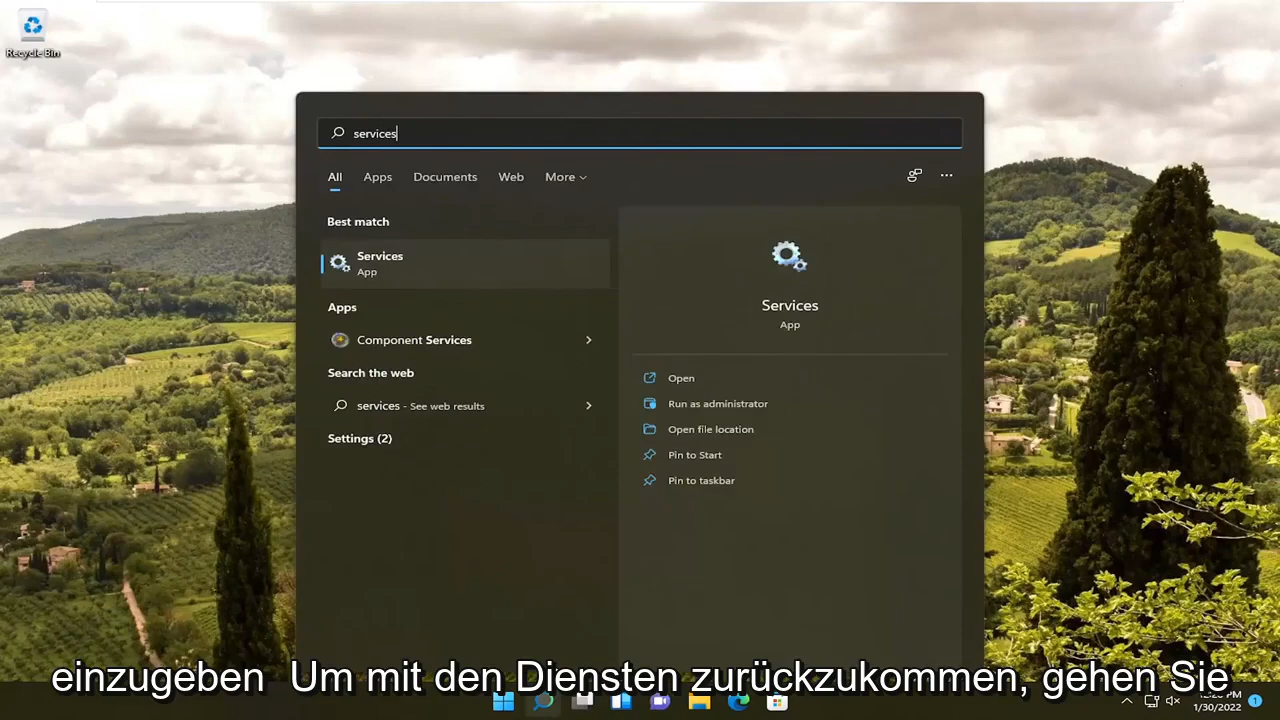 Recycle Bin
services
All Apps Documents Web More
Best match
Services
App
Apps
Component Services
Search the web
services - See web results
Settings (2)
Services
App
Open
Run as administrator
Open file location
Pin to Start
Pin to taskbar
einzugeben Um mit den Diensten zurückzukommen, gehen Sie
1/30/2022
1